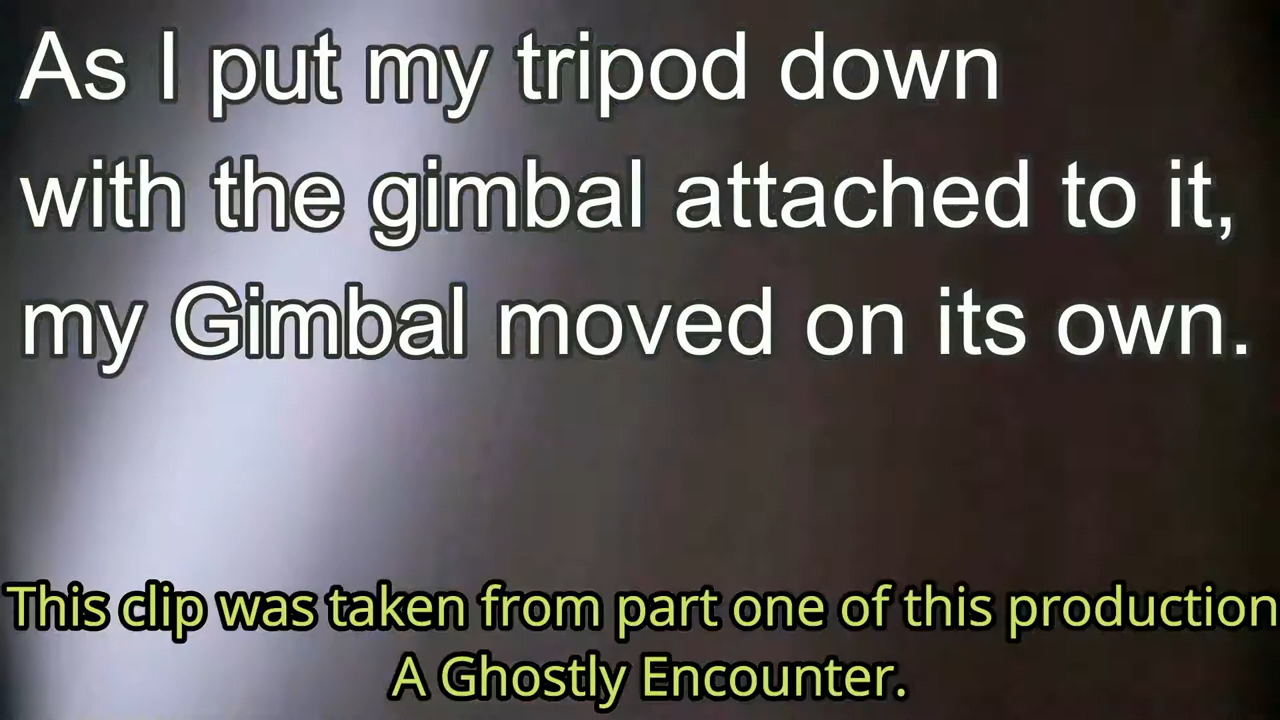 As I put my tripod down
with the gimbal attached to it,
my Gimbal moved on its own.
This clip was taken from part one of this production
A Ghostly Encounter.